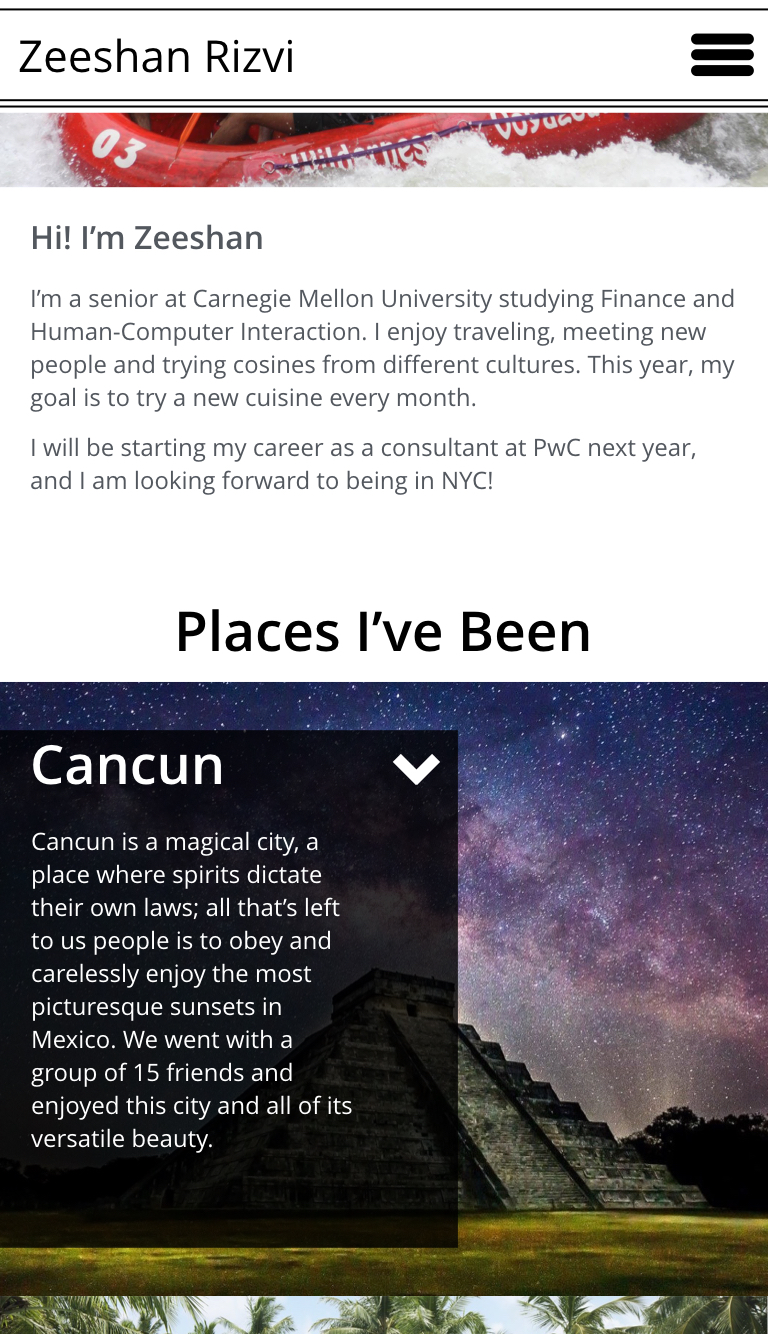 Zeeshan Rizvi
03
Wilderness Voyageu
Hi! I’m Zeeshan
I’m a senior at Carnegie Mellon University studying Finance and
Human-Computer Interaction. I enjoy traveling, meeting new
people and trying cosines from different cultures. This year, my
goal is to try a new cuisine every month.
I will be starting my career as a consultant at PwC next year,
and I am looking forward to being in NYC!
Places I’ve Been
Cancun
Cancun is a magical city, a
place where spirits dictate
their own laws; all that’s left
to us people is to obey and
carelessly enjoy the most
picturesque sunsets in
Mexico. We went with a
group of 15 friends and
enjoyed this city and all of its
versatile beauty.